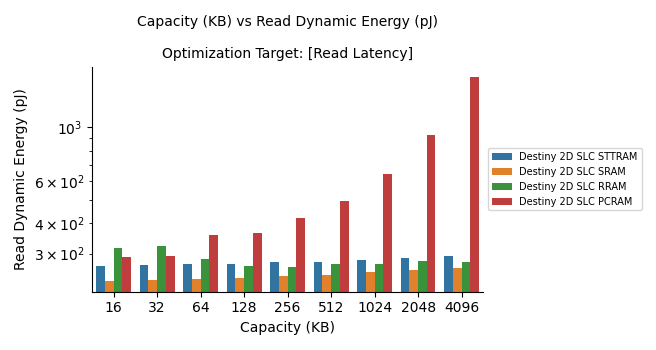 Capacity (KB) vs Read Dynamic Energy (pJ)
Optimization Target: [Read Latency]
Read Dynamic Energy (pJ)
10³
6 × 10²
4 × 10²
3 × 10²
16 32 64 128 256 512 1024 2048 4096
Capacity (KB)
Destiny 2D SLC STTRAM
Destiny 2D SLC SRAM
Destiny 2D SLC RRAM
Destiny 2D SLC PCRAM